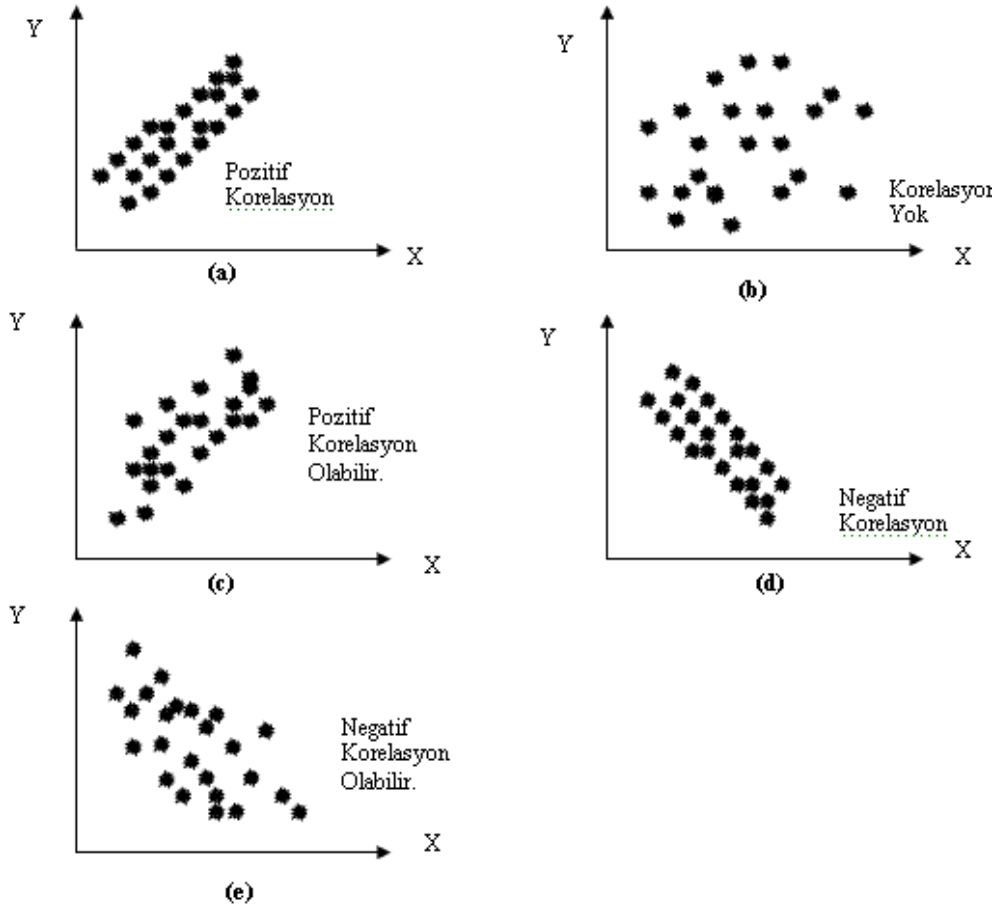 Y
Pozitif
Korelasyon
X
(a)
Y
Korelasyon
Yok
X
(b)
Y
Pozitif
Korelasyon
Olabilir.
X
(c)
Y
Negatif
Korelasyon
X
(d)
Y
Negatif
Korelasyon
Olabilir.
X
(e)